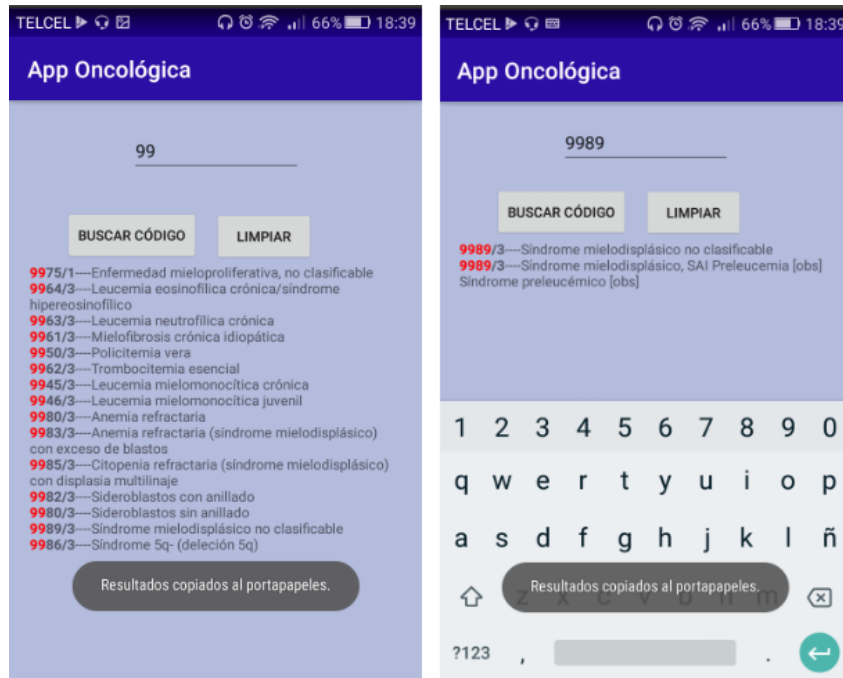 TELCEL 66% 18:39
App Oncológica
99
BUSCAR CÓDIGO LIMPIAR
9975/1----Enfermedad mieloproliferativa, no clasificable
9964/3----Leucemia eosinofílica crónica/síndrome
hipereosinofílico
9963/3----Leucemia neutrofílica crónica
9961/3----Mielofibrosis crónica idiopática
9950/3----Policitemia vera
9962/3----Trombocitemia esencial
9945/3----Leucemia mielomonocítica crónica
9946/3----Leucemia mielomonocítica juvenil
9980/3----Anemia refractaria
9983/3----Anemia refractaria (síndrome mielodisplásico)
con exceso de blastos
9985/3----Citopenia refractaria (síndrome mielodisplásico)
con displasia multilinaje
9982/3----Sideroblastos con anillado
9980/3----Sideroblastos sin anillado
9989/3----Síndrome mielodisplásico no clasificable
9986/3----Síndrome 5q- (deleción 5q)
Resultados copiados al portapapeles.
TELCEL 66% 18:39
App Oncológica
9989
BUSCAR CÓDIGO LIMPIAR
9989/3----Síndrome mielodisplásico no clasificable
9989/3----Síndrome mielodisplásico, SAI Preleucemia [obs]
Síndrome preleucémico [obs]
1 2 3 4 5 6 7 8 9 0
q w e r t y u i o p
a s d f g h j k l ñ
z x c v b n m
Resultados copiados al portapapeles.
?123 , .